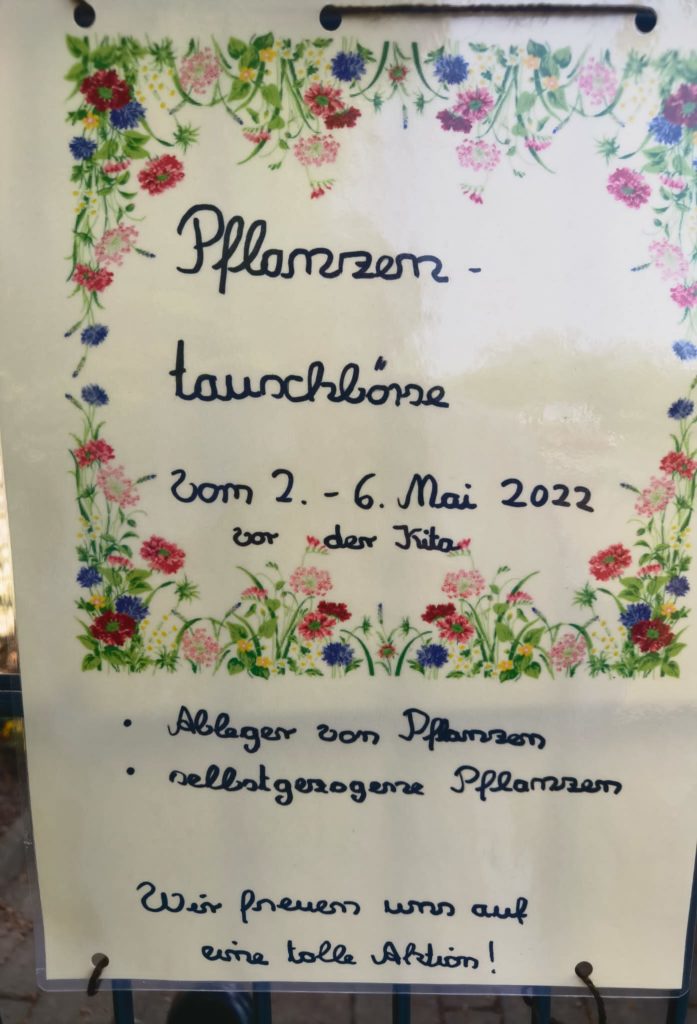 Pflanzen -
tauschbörse
vom 2. - 6. Mai 2022
vor der Kita
• Ableger von Pflanzen
• selbstgezogene Pflanzen
Wir freuen uns auf
eine tolle Aktion!